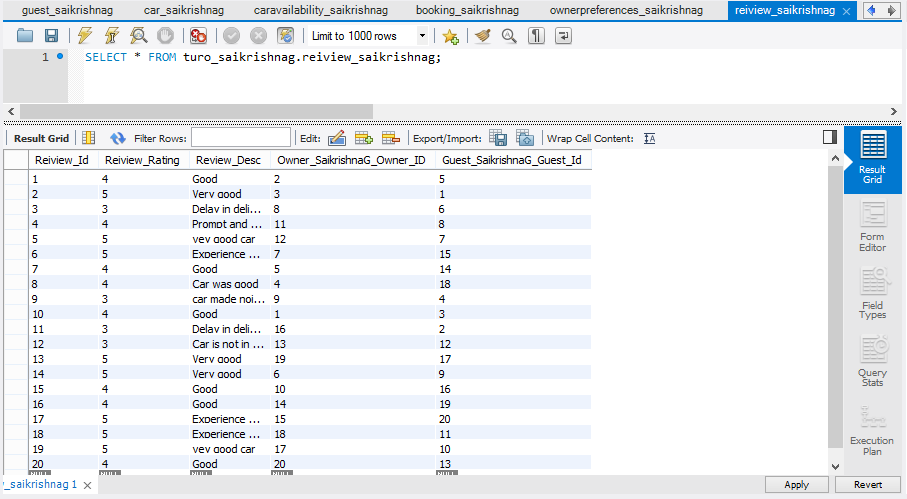 guest_saikrishnag car_saikrishnag caravailability_saikrishnag booking_saikrishnag ownerpreferences_saikrishnag reiview_saikrishnag
Limit to 1000 rows
1 SELECT * FROM turo_saikrishnag.reiview_saikrishnag;
Result Grid Filter Rows: Edit: Export/Import: Wrap Cell Content:
Reiview_Id Reiview_Rating Review_Desc Owner_SaikrishnaG_Owner_ID Guest_SaikrishnaG_Guest_Id
1 4 Good 2 5
2 5 Very good 3 1
3 3 Delay in deli... 8 6
4 4 Prompt and ... 11 8
5 5 vey good car 12 7
6 5 Experience ... 7 15
7 4 Good 5 14
8 4 Car was good 4 18
9 3 car made noi... 9 4
10 4 Good 1 3
11 3 Delay in deli... 16 2
12 3 Car is not in ... 13 12
13 5 Very good 19 17
14 5 Very good 6 9
15 4 Good 10 16
16 4 Good 14 19
17 5 Experience ... 15 20
18 5 Experience ... 18 11
19 5 vey good car 17 10
20 4 Good 20 13
NULL NULL NULL NULL NULL
Result
Grid
Form
Editor
Field
Types
Query
Stats
Execution
Plan
_saikrishnag 1
Apply Revert